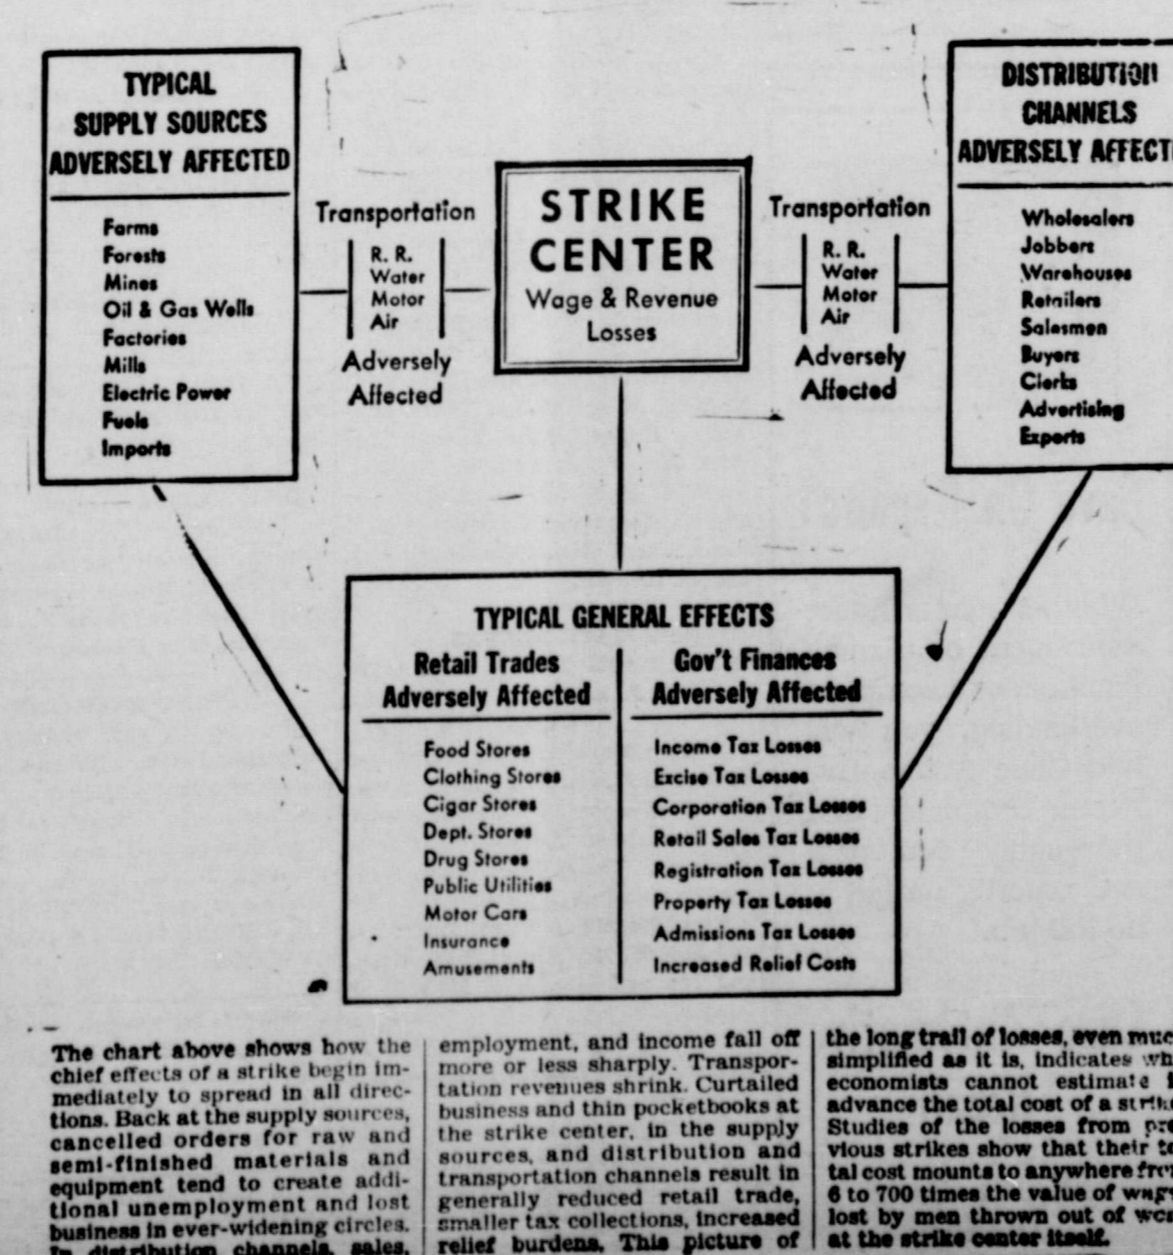 TYPICAL
SUPPLY SOURCES
ADVERSELY AFFECTED
Farms
Forests
Mines
Oil & Gas Wells
Factories
Mills
Electric Power
Fuels
Imports
Transportation
R. R.
Water
Motor
Air
Adversely
Affected
STRIKE
CENTER
Wage & Revenue
Losses
Transportation
R. R.
Water
Motor
Air
Adversely
Affected
DISTRIBUTION
CHANNELS
ADVERSELY AFFECT
Wholesalers
Jobbers
Warehouses
Retailers
Salesmen
Buyers
Clerks
Advertising
Exports
TYPICAL GENERAL EFFECTS
Retail Trades
Adversely Affected
Food Stores
Clothing Stores
Cigar Stores
Dept. Stores
Drug Stores
Public Utilities
Motor Cars
Insurance
Amusements
Gov't Finances
Adversely Affected
Income Tax Losses
Excise Tax Losses
Corporation Tax Losses
Retail Sales Tax Losses
Registration Tax Losses
Property Tax Losses
Admissions Tax Losses
Increased Relief Costs
The chart above shows how the
chief effects of a strike begin im-
mediately to spread in all direc-
tions. Back at the supply sources,
cancelled orders for raw and
semi-finished materials and
equipment tend to create addi-
tional unemployment and lost
business in ever-widening circles.
In distribution channels, sales,
employment, and income fall off
more or less sharply. Transpor-
tation revenues shrink. Curtailed
business and thin pocketbooks at
the strike center, in the supply
sources, and distribution and
transportation channels result in
generally reduced retail trade,
smaller tax collections, increased
relief burdens. This picture of
the long trail of losses, even muc
simplified as it is, indicates wh
economists cannot estimate
advance the total cost of a strike
Studies of the losses from pre
vious strikes show that their to
tal cost mounts to anywhere from
6 to 700 times the value of wages
lost by men thrown out of
at the strike center itself.